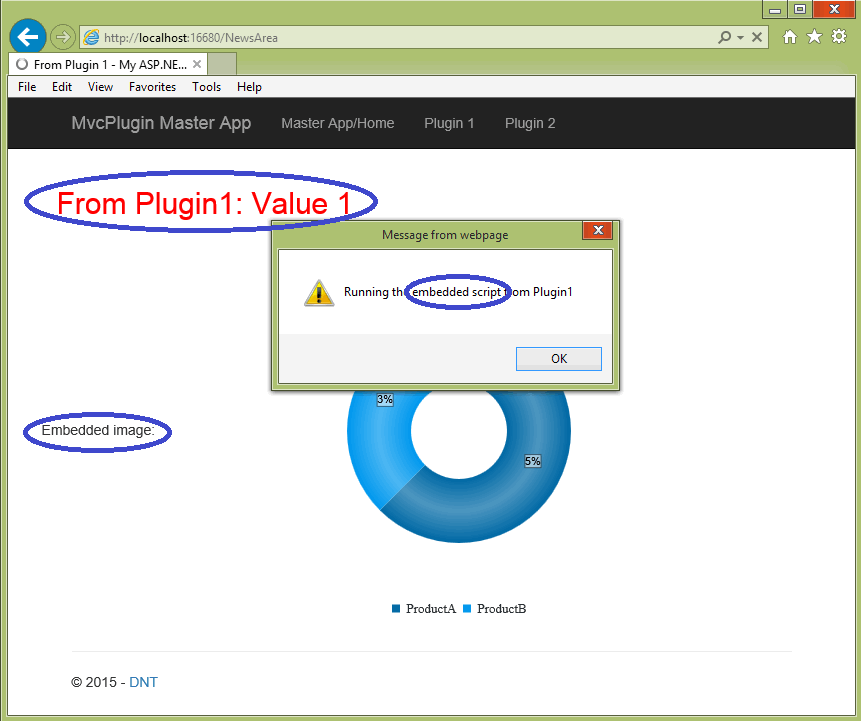 http://localhost:16680/NewsArea
From Plugin 1 - My ASP.NE...
File Edit View Favorites Tools Help
MvcPlugin Master App Master App/Home Plugin 1 Plugin 2
From Plugin1: Value 1
Message from webpage
Running the embedded script from Plugin1
OK
3%
Embedded image:
5%
ProductA ProductB
© 2015 - DNT